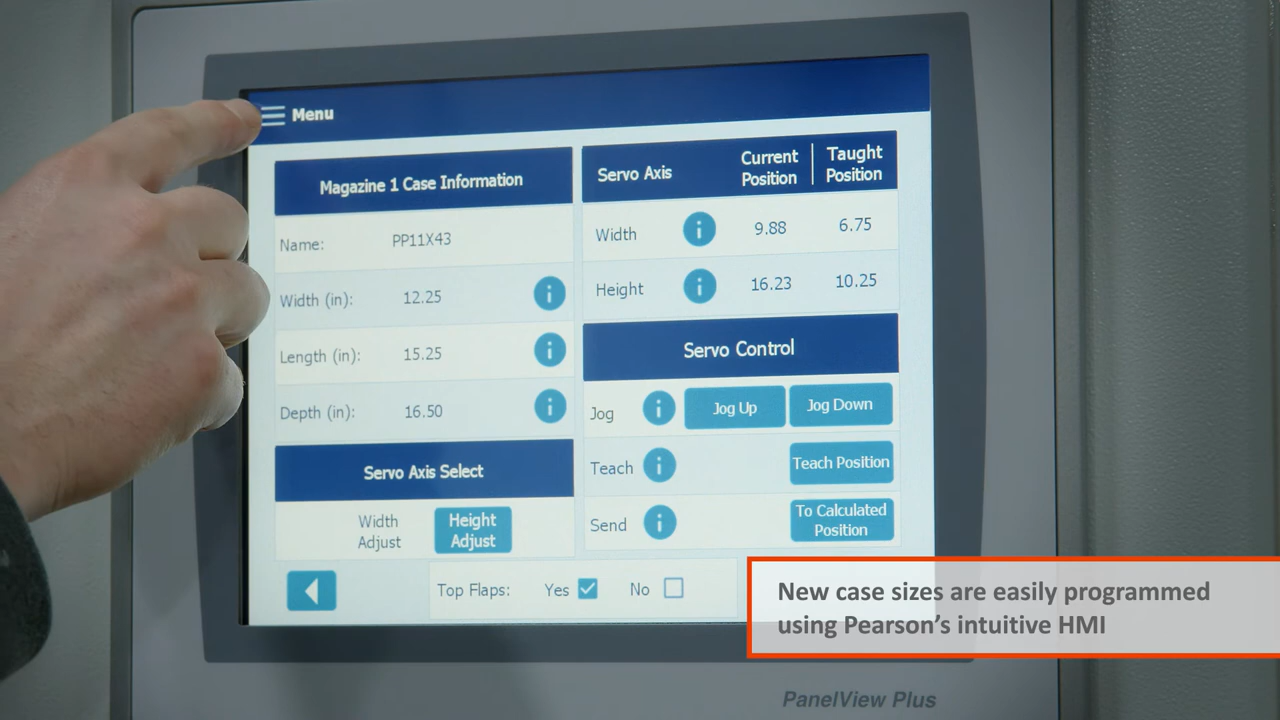 Menu
Magazine 1 Case Information
Name: PP11X43
Width (in): 12.25
Length (in): 15.25
Depth (in): 16.50
Servo Axis Select
Width
Adjust
Height
Adjust
Servo Axis
Current
Position
Taught
Position
Width 9.88 6.75
Height 16.23 10.25
Servo Control
Jog Jog Up Jog Down
Teach Teach Position
Send To Calculated
Position
Top Flaps: Yes No
New case sizes are easily programmed
using Pearson’s intuitive HMI
PanelView Plus